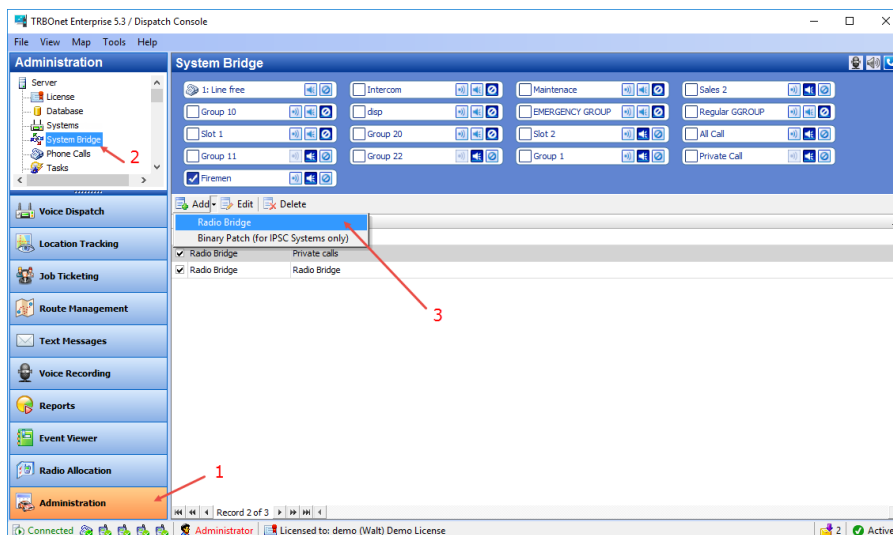 TRBOnet Enterprise 5.3 / Dispatch Console
File View Map Tools Help
Administration
Server
License
Database
Systems
System Bridge
Phone Calls
Tasks
2
System Bridge
1: Line free
Intercom
Maintenace
Sales 2
Group 10
disp
EMERGENCY GROUP
Regular GGROUP
Slot 1
Group 20
Slot 2
All Call
Group 11
Group 22
Group 1
Private Call
Firemen
Add Edit Delete
Radio Bridge
Binary Patch (for IPSC Systems only)
Radio Bridge Private calls
Radio Bridge Radio Bridge
3
Voice Dispatch
Location Tracking
Job Ticketing
Route Management
Text Messages
Voice Recording
Reports
Event Viewer
Radio Allocation
1
Administration
Record 2 of 3
Connected Administrator Licensed to: demo (Walt) Demo License 2 Active